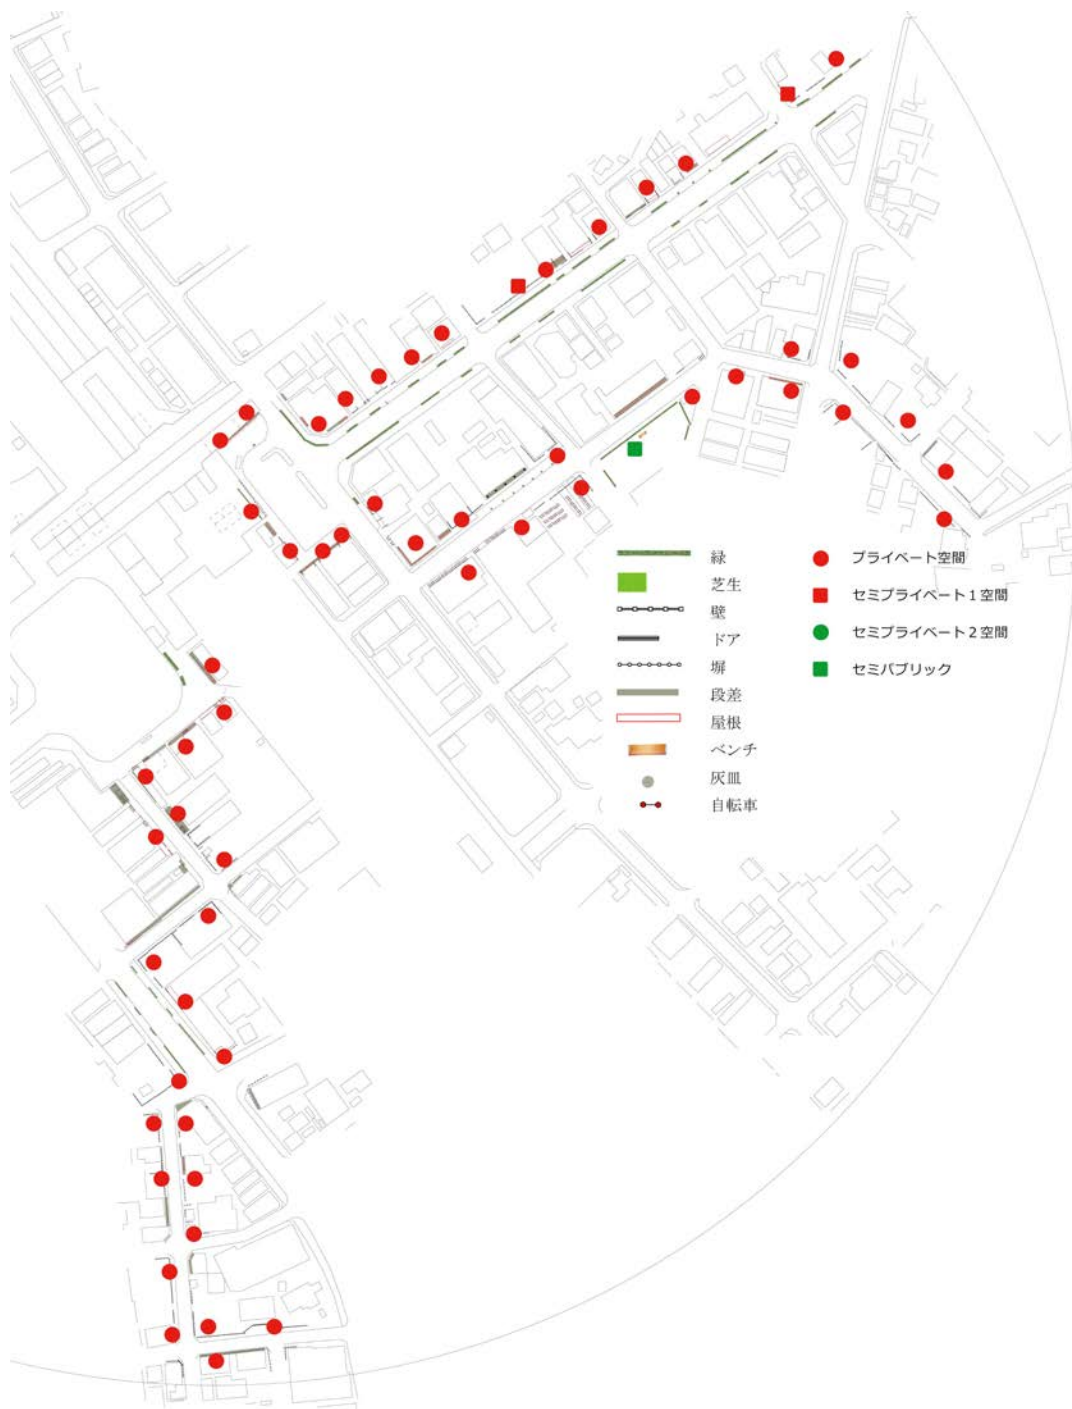 緑
芝生
壁
ドア
塀
段差
屋根
ベンチ
灰皿
自転車
プライベート空間
セミプライベート１空間
セミプライベート２空間
セミパブリック